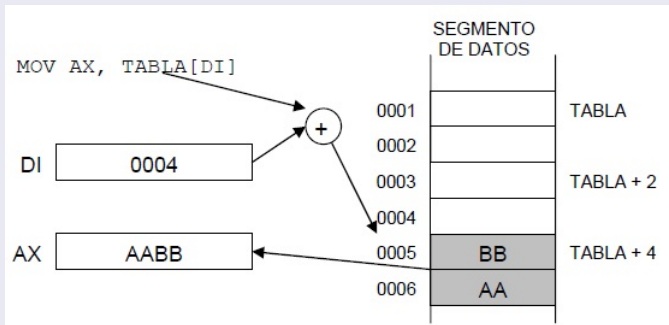 SEGMENTO
DE DATOS
MOV AX, TABLA[DI]
+
0001
TABLA
0002
DI
0004
0003
TABLA + 2
0004
AX
AABB
0005
BB
TABLA + 4
0006
AA